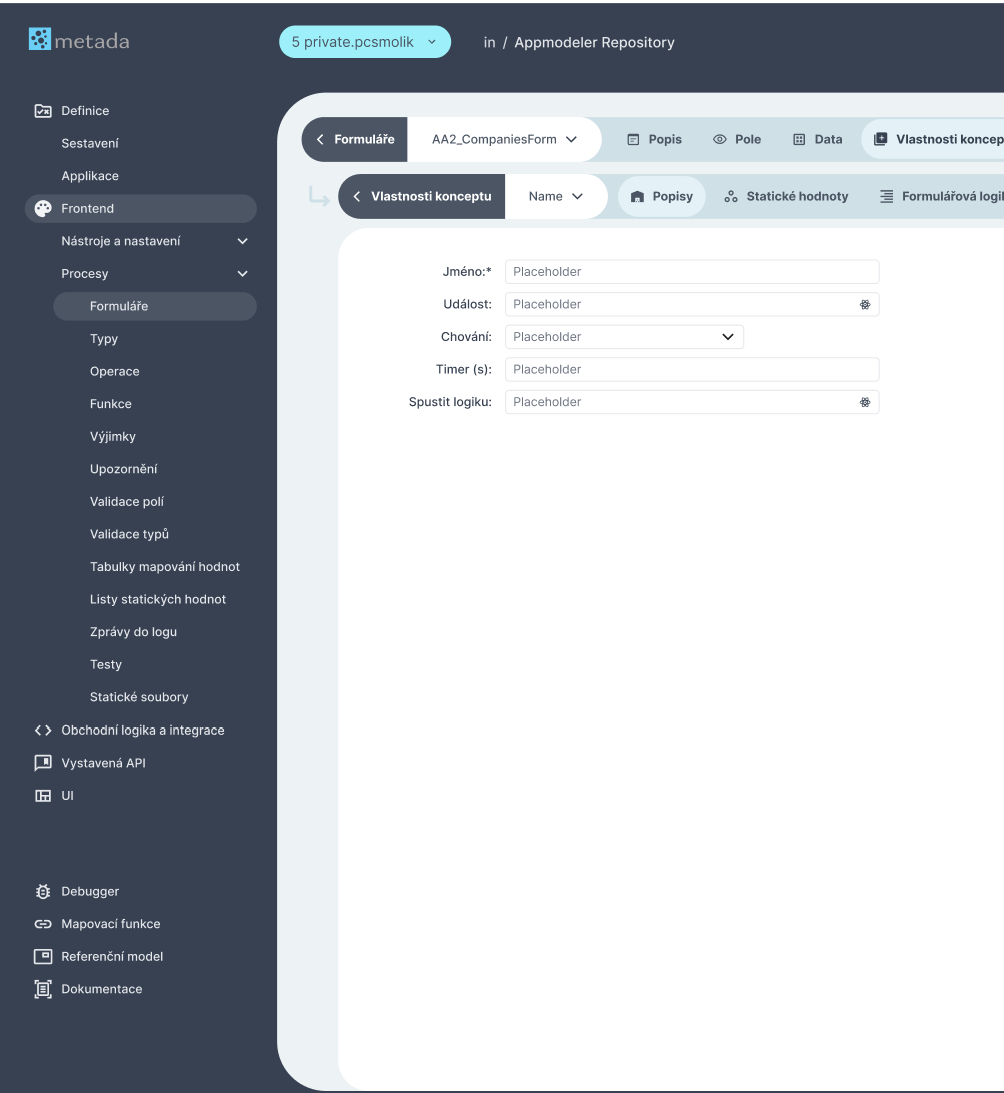 metada
5 private.pcsmolik
in / Appmodeler Repository
Definice
Sestavení
Applikace
Frontend
Nástroje a nastavení
Procesy
Formuláře
Typy
Operace
Funkce
Výjimky
Upozornění
Validace polí
Validace typů
Tabulky mapování hodnot
Listy statických hodnot
Zprávy do logu
Testy
Statické soubory
Obchodní logika a integrace
Vystavená API
UI
Debugger
Mapovací funkce
Referenční model
Dokumentace
Formuláře AA2_CompaniesForm Popis Pole Data Vlastnosti koncep
Vlastnosti konceptu Name Popisy Statické hodnoty Formulářová logik
Jméno:* Placeholder
Událost: Placeholder
Chování: Placeholder
Timer (s): Placeholder
Spustit logiku: Placeholder